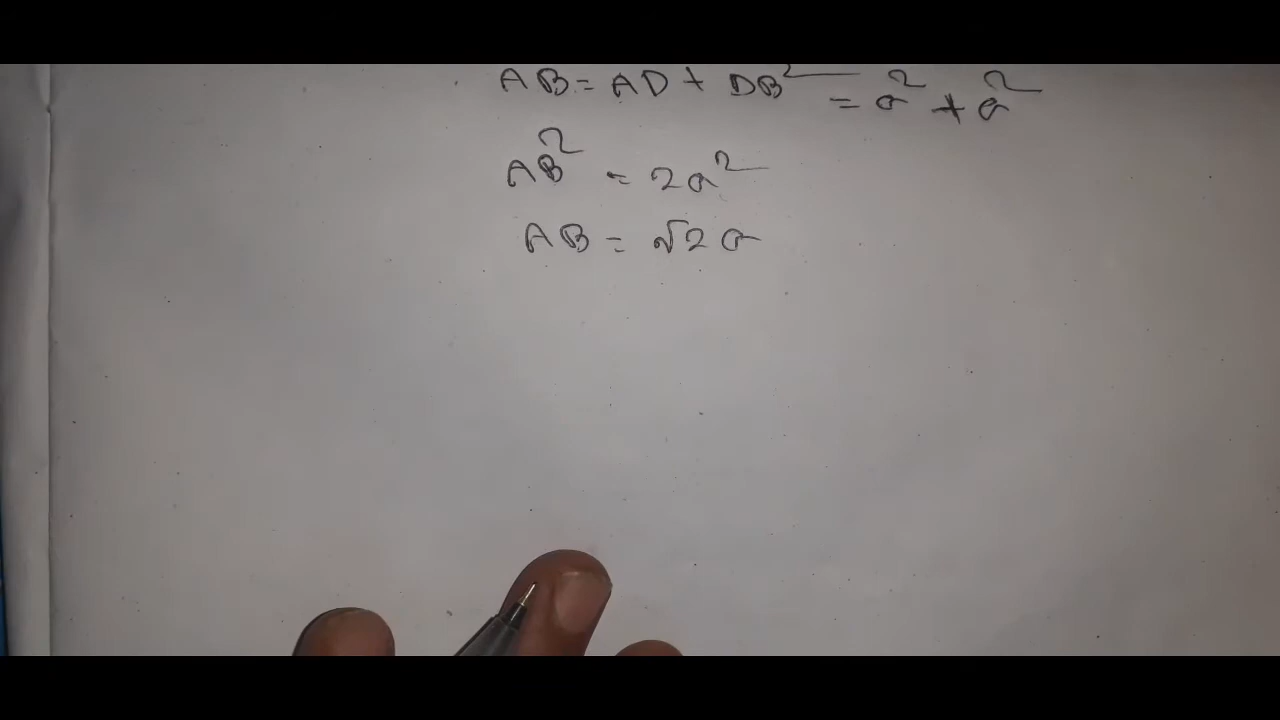 AB = AD + DB² = a² + a²
AB² = 2a²
AB = √2 a